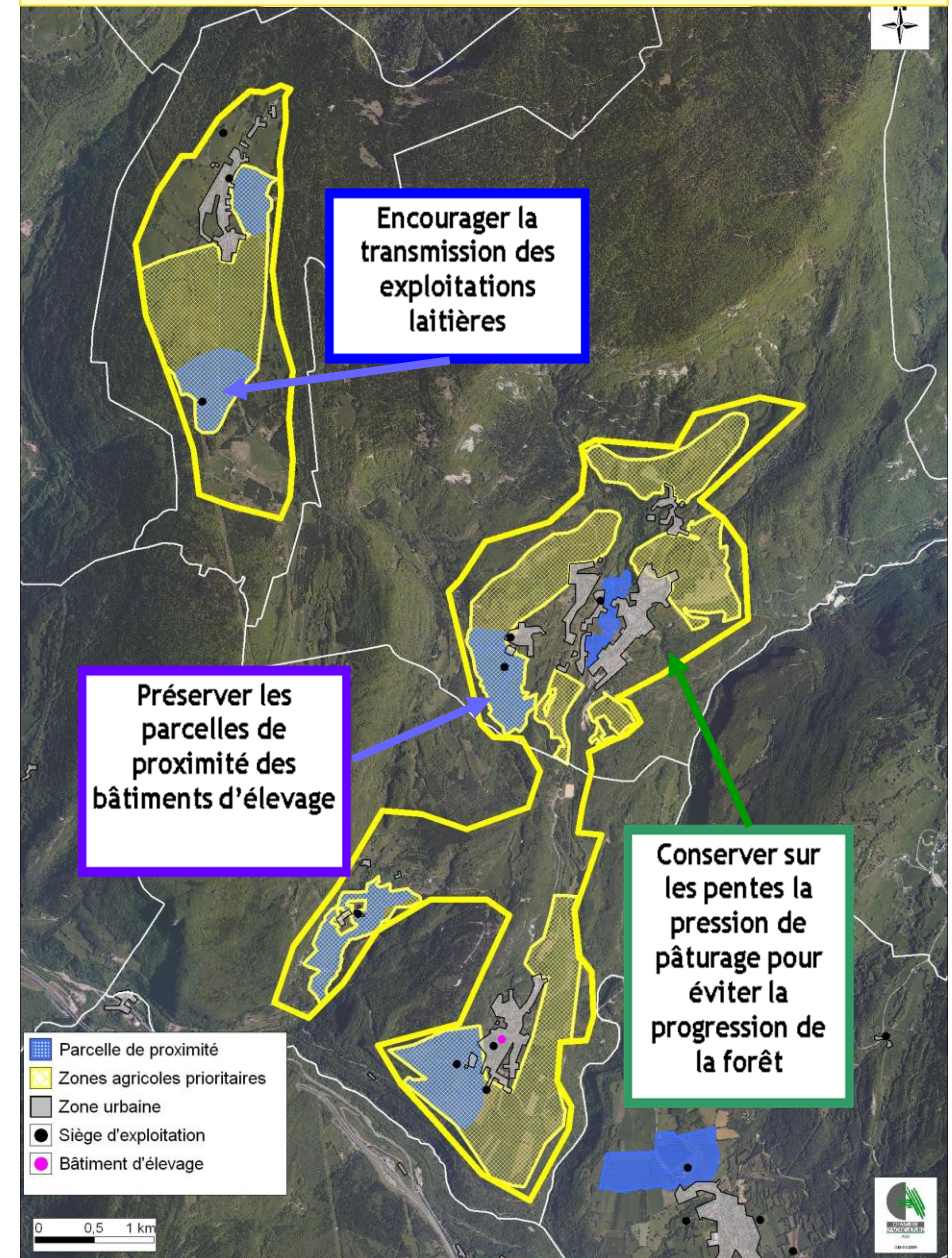 Encourager la
transmission des
exploitations
laitières
Préserver les
parcelles de
proximité des
bâtiments d'élevage
Conserver sur
les pentes la
pression de
pâturage pour
éviter la
progression de
la forêt
Parcelle de proximité
Zones agricoles prioritaires
Zone urbaine
Siège d'exploitation
Bâtiment d'élevage
0 0,5 1 km